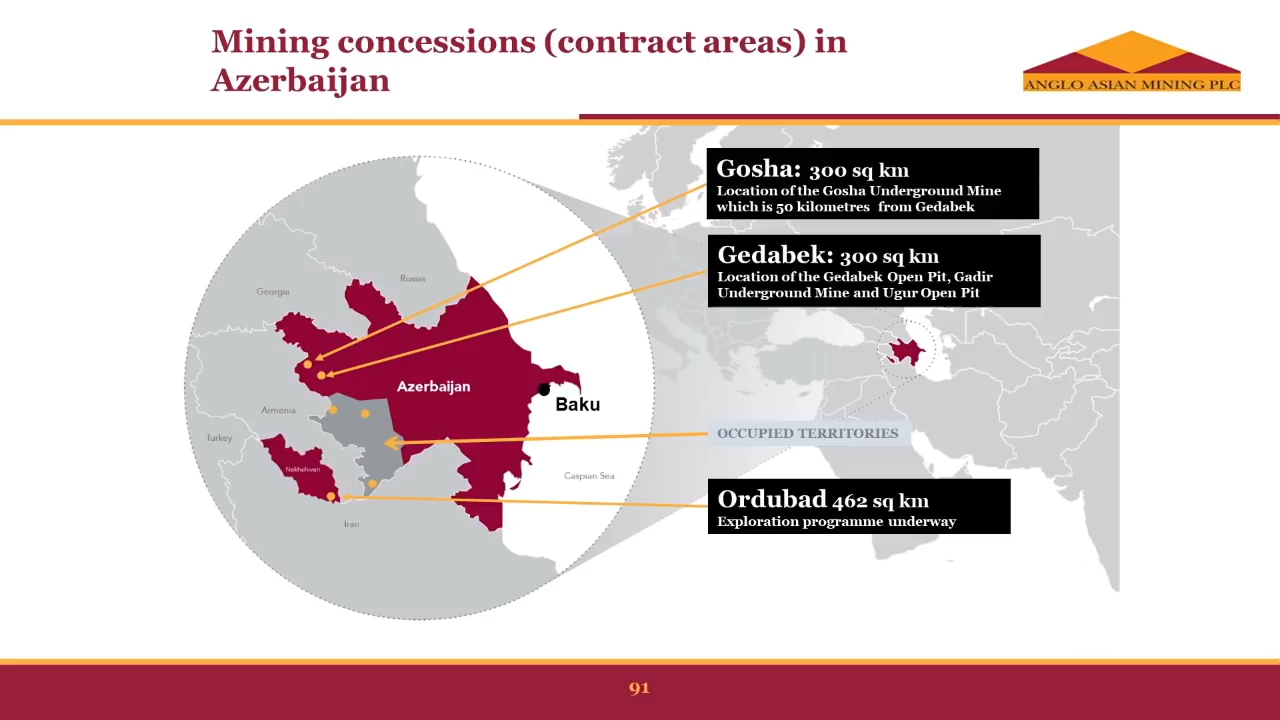 Mining concessions (contract areas) in
Azerbaijan
ANGLO ASIAN MINING PLC
Gosha: 300 sq km
Location of the Gosha Underground Mine
which is 50 kilometres from Gedabek
Gedabek: 300 sq km
Location of the Gedabek Open Pit, Gadir
Underground Mine and Ugur Open Pit
Russia
Georgia
Azerbaijan
Baku
Armenia
Turkey
OCCUPIED TERRITORIES
Nakhchivan
Caspian Sea
Ordubad 462 sq km
Exploration programme underway
Iran
91